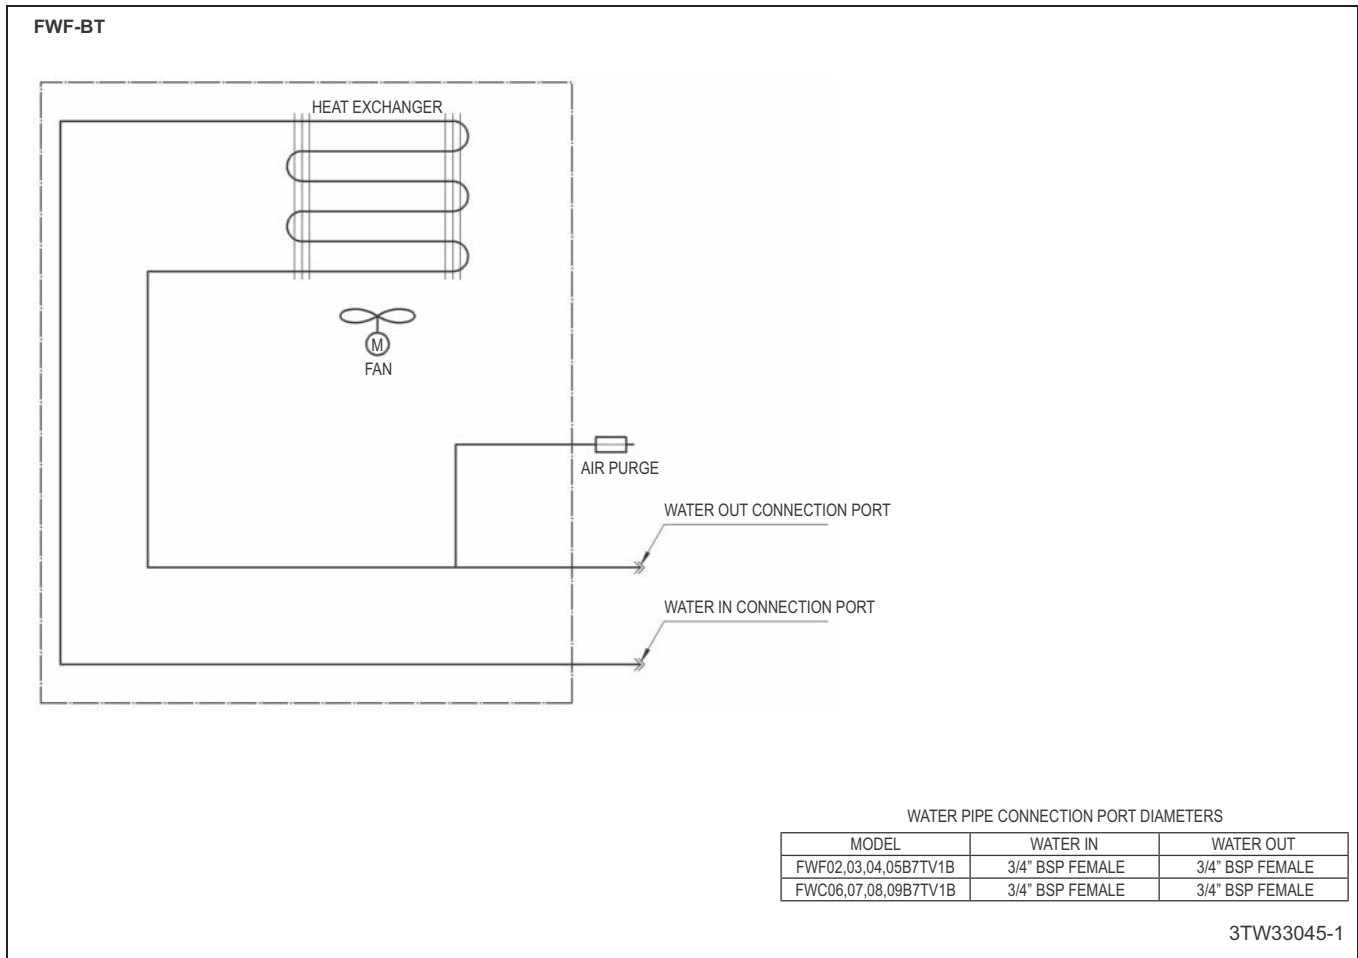 FWF-BT
HEAT EXCHANGER
M
FAN
AIR PURGE
WATER OUT CONNECTION PORT
WATER IN CONNECTION PORT
WATER PIPE CONNECTION PORT DIAMETERS
MODEL WATER IN WATER OUT
FWF02,03,04,05B7TV1B 3/4” BSP FEMALE 3/4” BSP FEMALE
FWC06,07,08,09B7TV1B 3/4” BSP FEMALE 3/4” BSP FEMALE
3TW33045-1